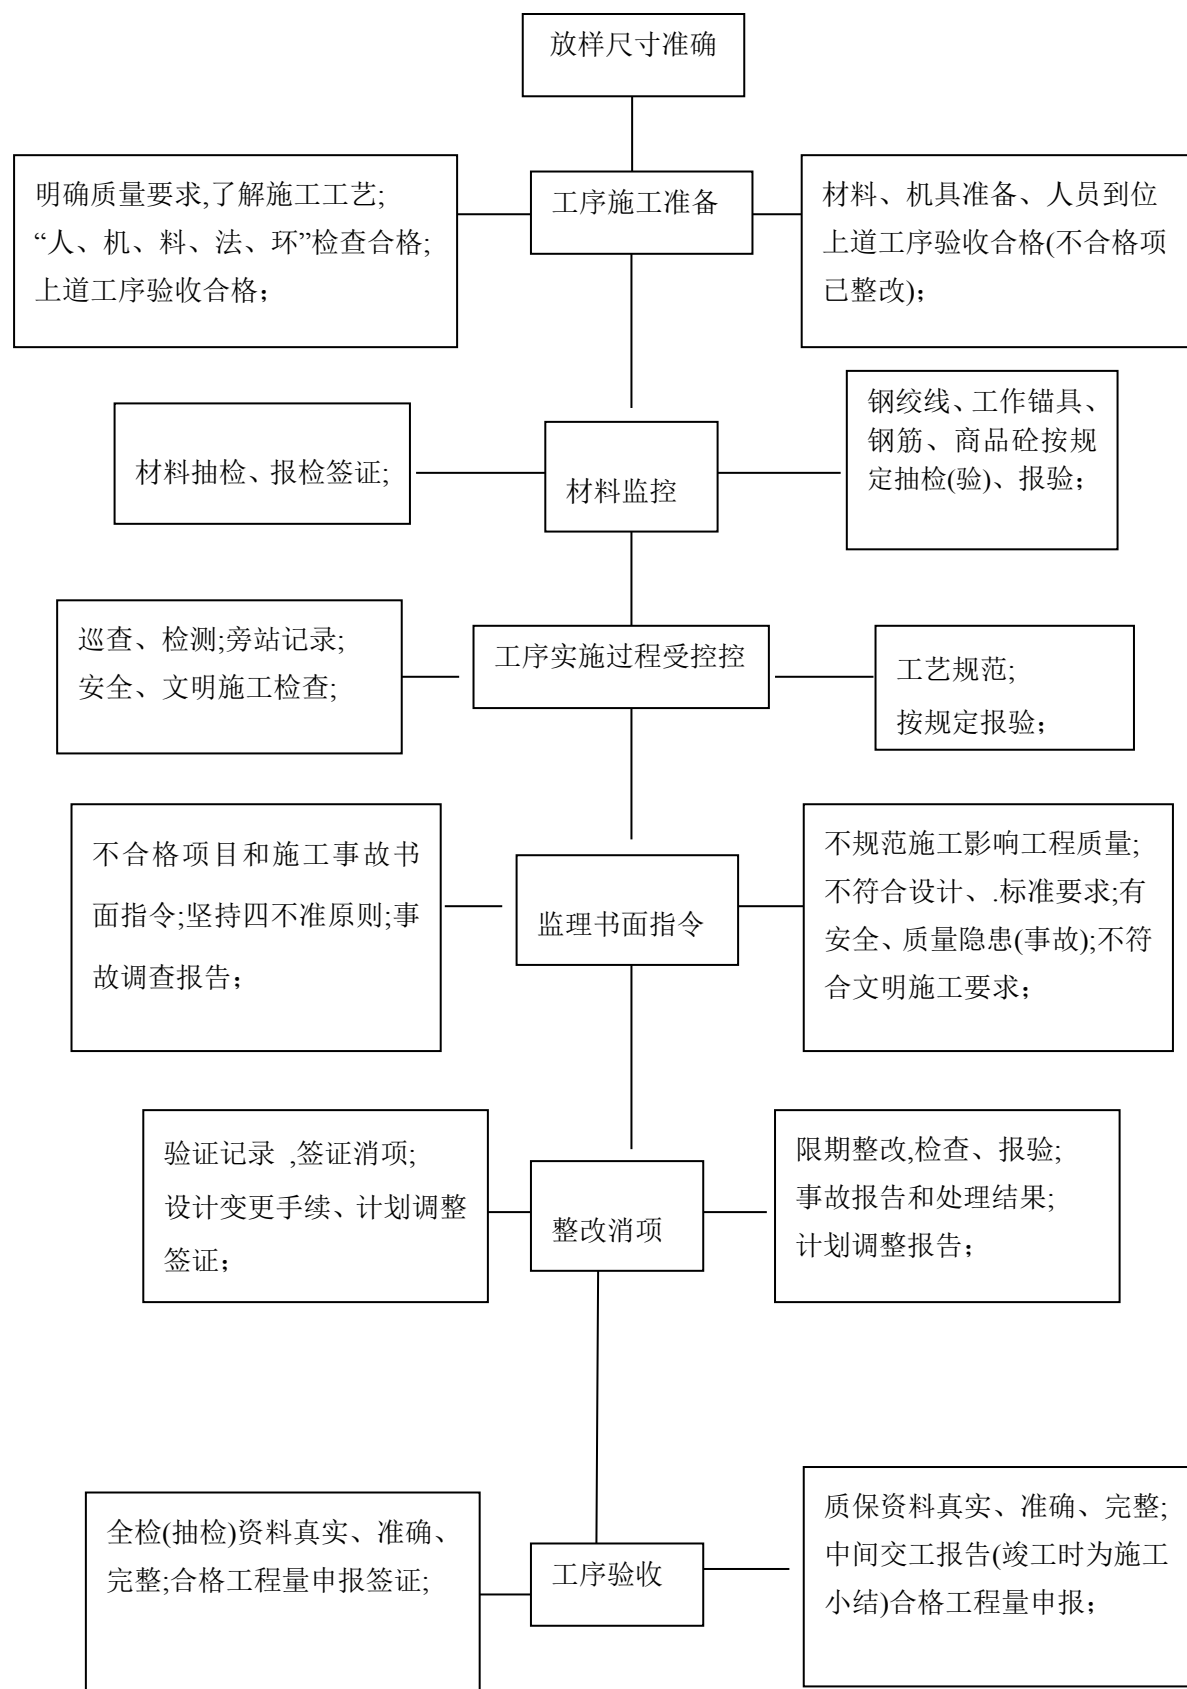 放样尺寸准确
明确质量要求,了解施工工艺;
“人、机、料、法、环”检查合格;
上道工序验收合格；
工序施工准备
材料、机具准备、人员到位
上道工序验收合格(不合格项
已整改)；
材料抽检、报检签证;
材料监控
钢绞线、工作锚具、
钢筋、商品砼按规
定抽检(验)、报验；
巡查、检测;旁站记录;
安全、文明施工检查;
工序实施过程受控控
工艺规范;
按规定报验；
不合格项目和施工事故书
面指令;坚持四不准原则;事
故调查报告；
监理书面指令
不规范施工影响工程质量;
不符合设计、.标准要求;有
安全、质量隐患(事故);不符
合文明施工要求；
验证记录 ,签证消项;
设计变更手续、计划调整
签证；
整改消项
限期整改,检查、报验;
事故报告和处理结果;
计划调整报告；
全检(抽检)资料真实、准确、
完整;合格工程量申报签证;
工序验收
质保资料真实、准确、完整;
中间交工报告(竣工时为施工
小结)合格工程量申报；